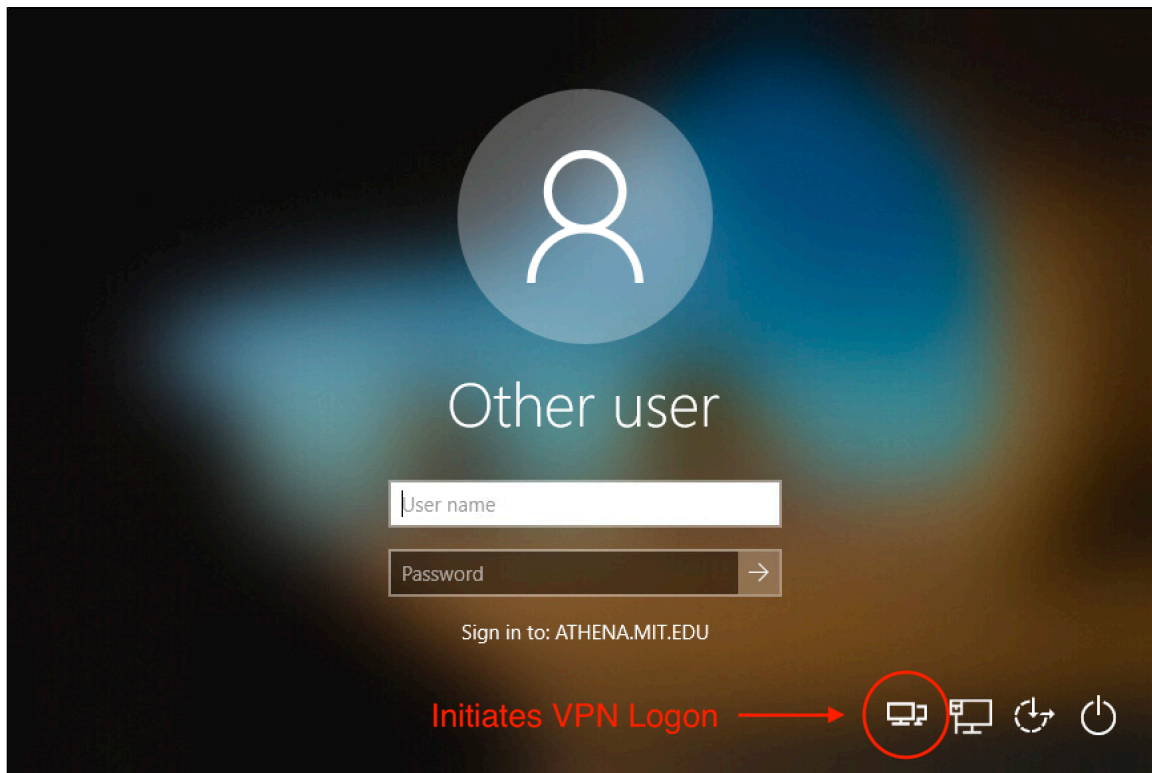 Other user
User name
Password
Sign in to: ATHENA.MIT.EDU
Initiates VPN Logon